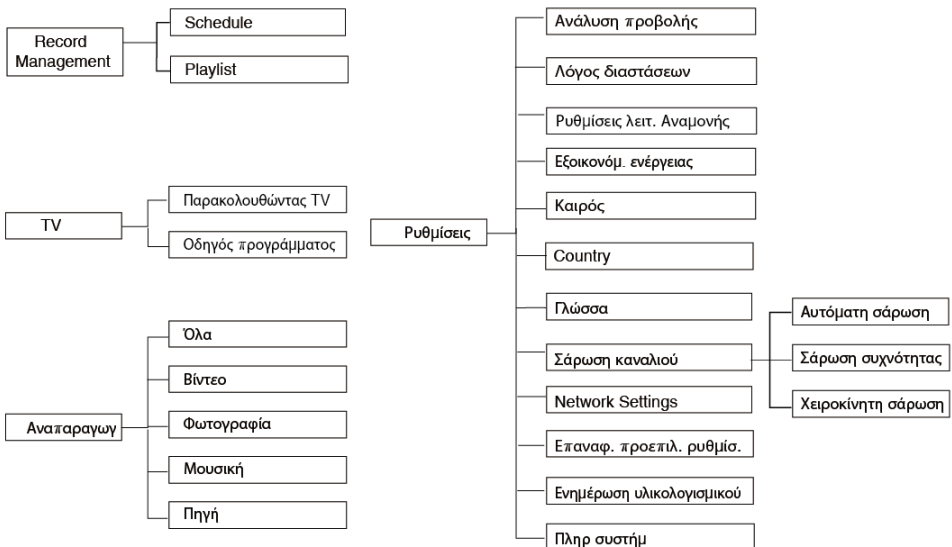 Record
Management
Schedule
Playlist
TV
Παρακολουθώντας TV
Οδηγός προγράμματος
Αναπαραγωγ
Όλα
Βίντεο
Φωτογραφία
Μουσική
Πηγή
Ρυθμίσεις
Ανάλυση προβολής
Λόγος διαστάσεων
Ρυθμίσεις λειτ. Αναμονής
Εξοικονόμ. ενέργειας
Καιρός
Country
Γλώσσα
Σάρωση καναλιού
Αυτόματη σάρωση
Σάρωση συχνότητας
Χειροκίνητη σάρωση
Network Settings
Επαναφ. προεπιλ. ρυθμίσ.
Ενημέρωση υλικολογισμικού
Πληρ συστήμ